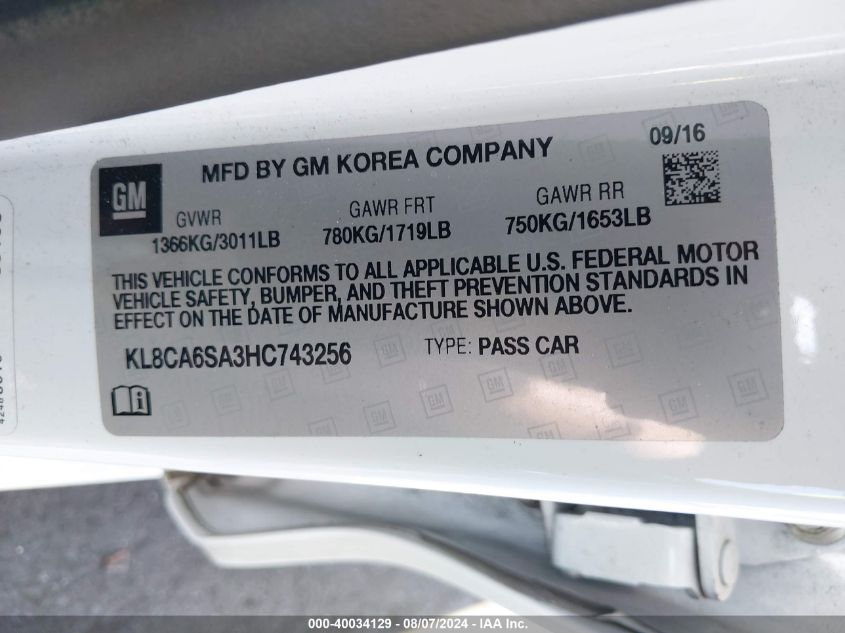 GM
MFD BY GM KOREA COMPANY
09/16
GVWR
GAWR FRT
GAWR RR
1366KG/3011LB
780KG/1719LB
750KG/1653LB
THIS VEHICLE CONFORMS TO ALL APPLICABLE U.S. FEDERAL MOTOR
VEHICLE SAFETY, BUMPER, AND THEFT PREVENTION STANDARDS IN
EFFECT ON THE DATE OF MANUFACTURE SHOWN ABOVE.
KL8CA6SA3HC743256
TYPE: PASS CAR
000-40034129 - 08/07/2024 - IAA Inc.